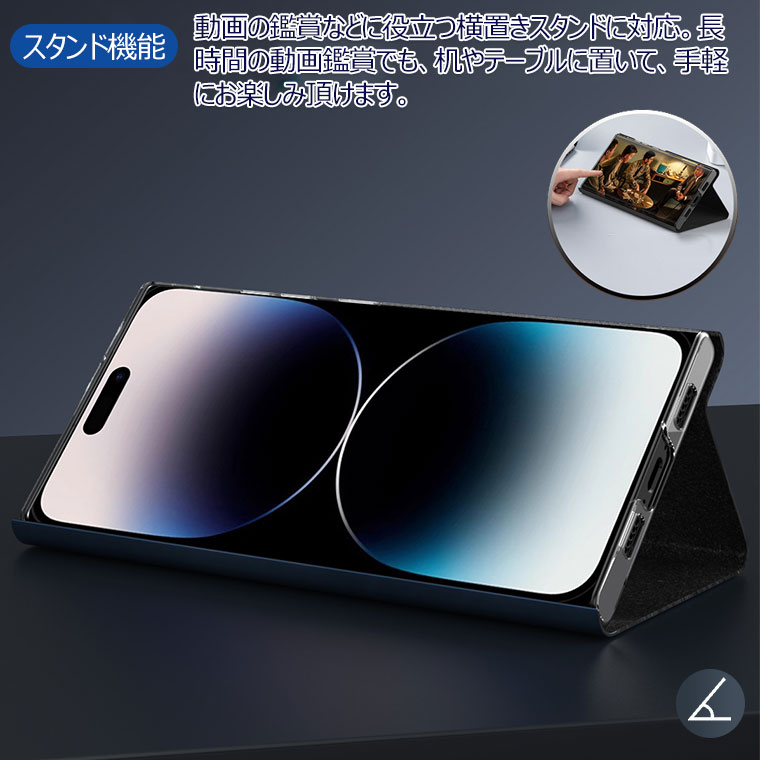 スタンド機能
動画の鑑賞などに役立つ横置きスタンドに対応。長
時間の動画鑑賞でも、机やテーブルに置いて、手軽
にお楽しみ頂けます。